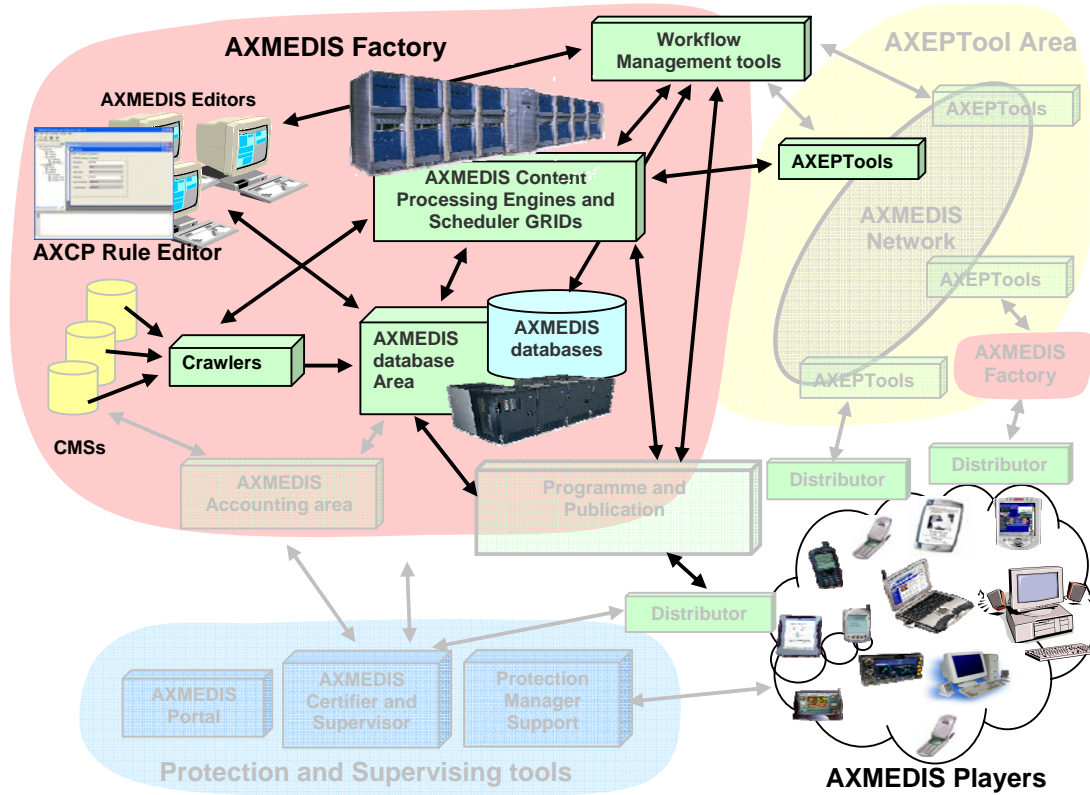 AXMEDIS Factory
Workflow
Management tools
AXEPTool Area
AXMEDIS Editors
AXEPTools
AXEPTools
AXMEDIS Content
Processing Engines and
Scheduler GRIDs
AXMEDIS
Network
AXCP Rule Editor
AXEPTools
Crawlers
AXMEDIS
database
Area
AXMEDIS
databases
AXEPTools
AXMEDIS
Factory
CMSs
AXMEDIS
Accounting area
Programme and
Publication
Distributor
Distributor
Distributor
AXMEDIS
Portal
AXMEDIS
Certifier and
Supervisor
Protection
Manager
Support
Protection and Supervising tools
AXMEDIS Players